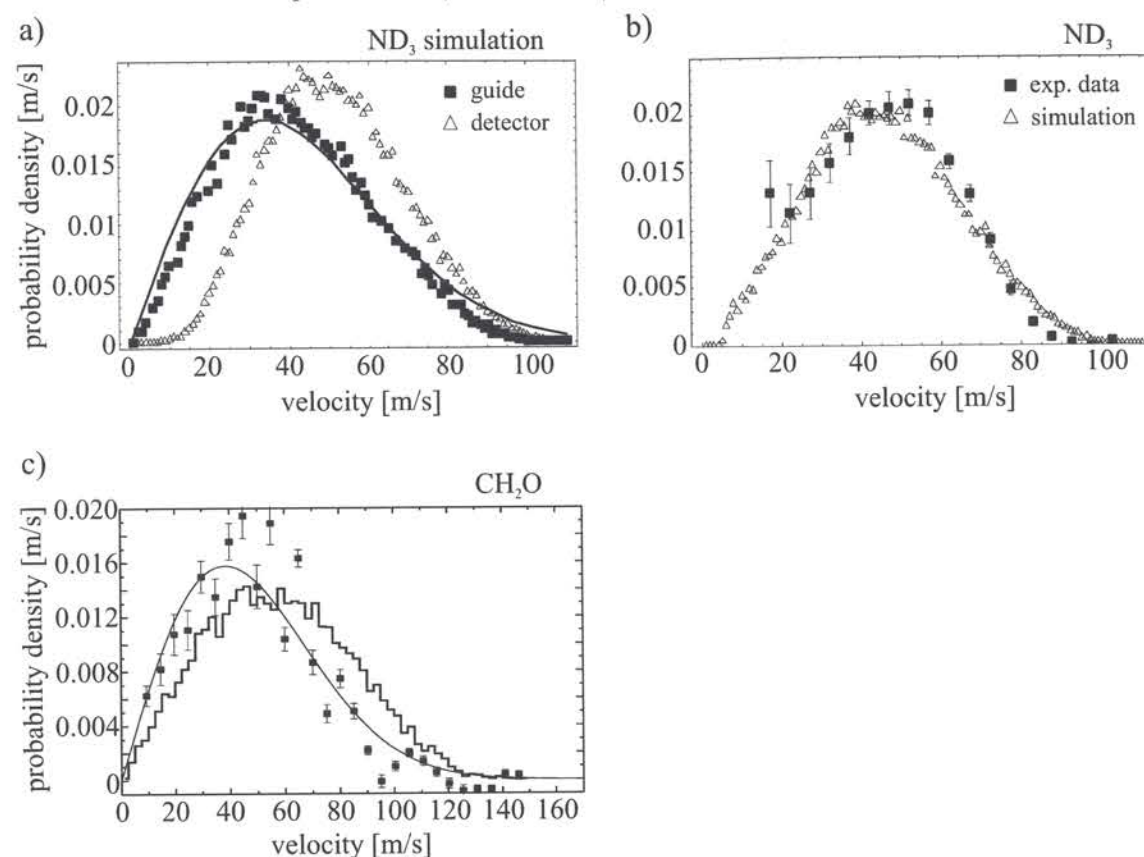 a)
ND₃ simulation
guide
detector
probability density [m/s]
0.02
0.015
0.01
0.005
0
0 20 40 60 80 100
velocity [m/s]
b)
ND₃
exp. data
simulation
0.02
0.015
0.01
0.005
0
0 20 40 60 80 100
velocity [m/s]
c)
CH₂O
probability density [m/s]
0.020
0.016
0.012
0.008
0.004
0
0 20 40 60 80 100 120 140 160
velocity [m/s]